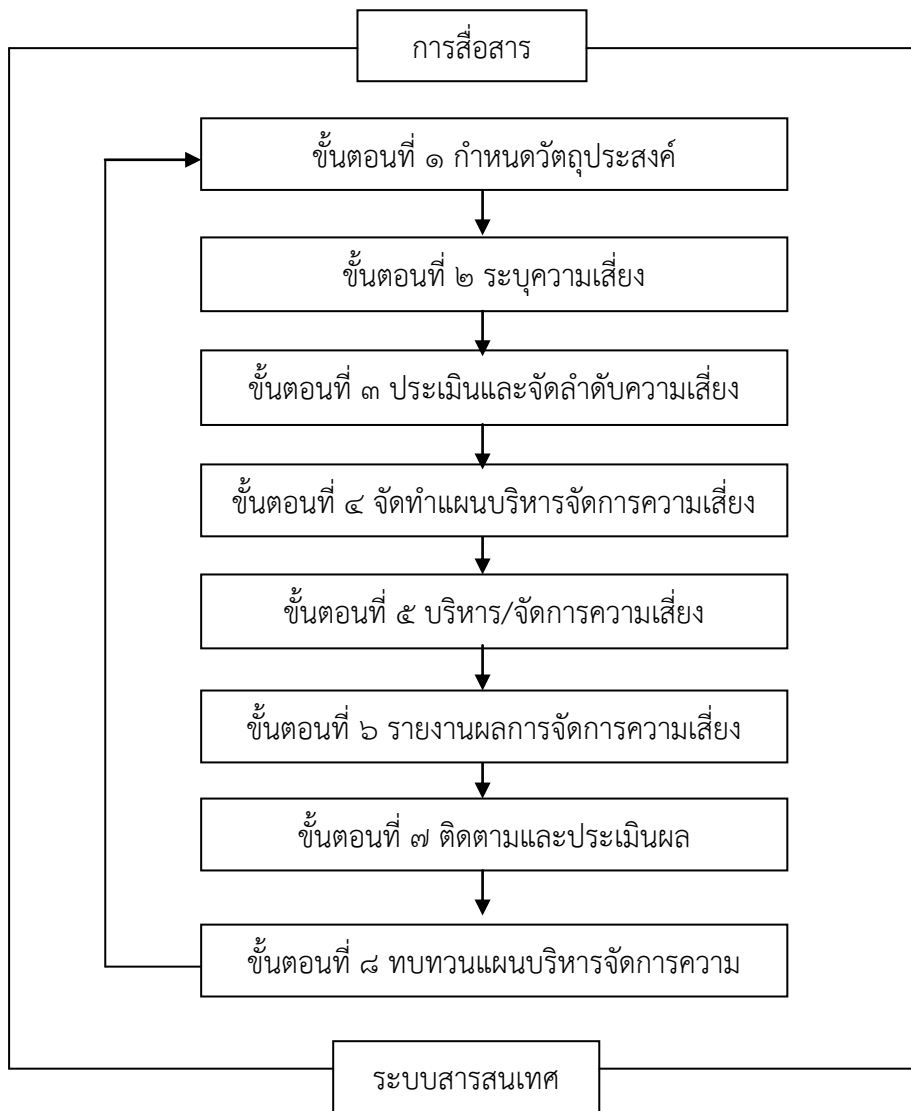 การสื่อสาร
ขั้นตอนที่ ๑ กำหนดวัตถุประสงค์
ขั้นตอนที่ ๒ ระบุความเสี่ยง
ขั้นตอนที่ ๓ ประเมินและจัดลำดับความเสี่ยง
ขั้นตอนที่ ๔ จัดทำแผนบริหารจัดการความเสี่ยง
ขั้นตอนที่ ๕ บริหาร/จัดการความเสี่ยง
ขั้นตอนที่ ๖ รายงานผลการจัดการความเสี่ยง
ขั้นตอนที่ ๗ ติดตามและประเมินผล
ขั้นตอนที่ ๘ ทบทวนแผนบริหารจัดการความ
ระบบสารสนเทศ